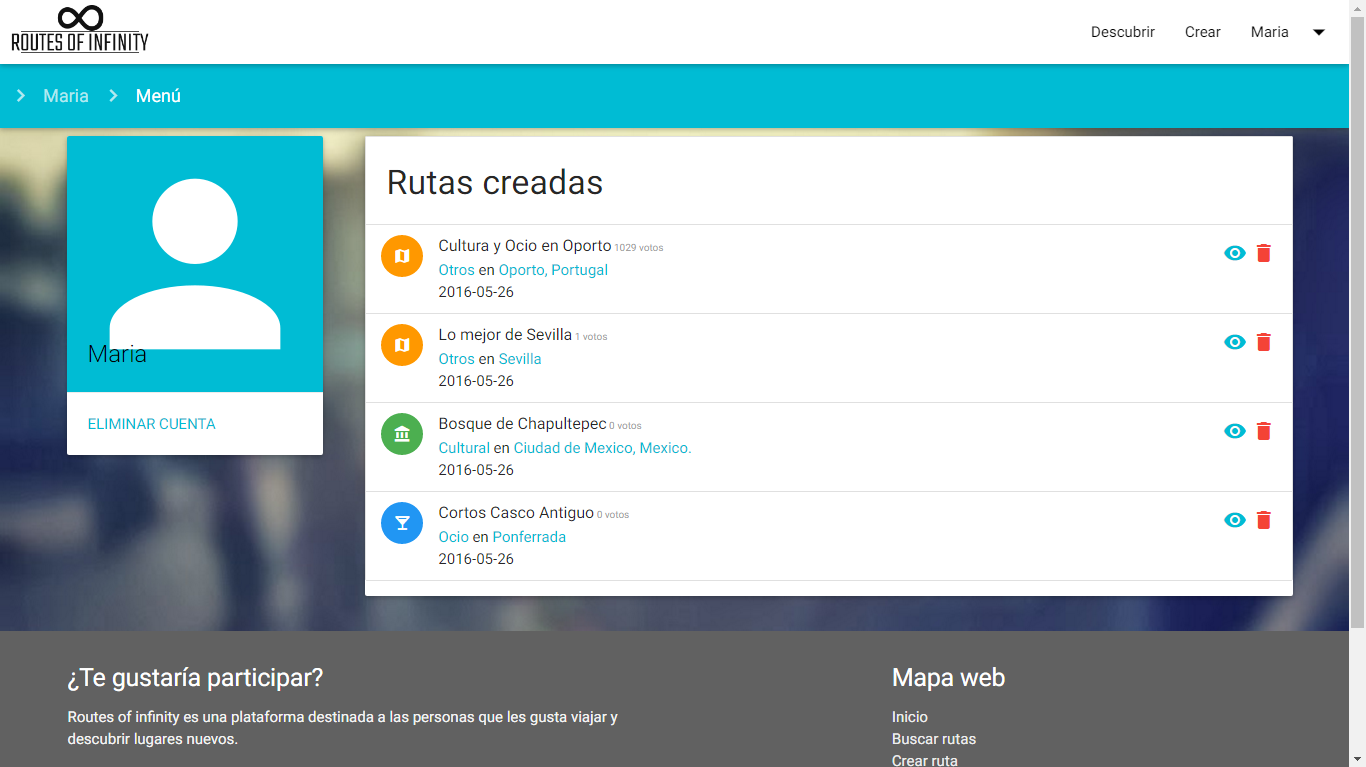 ROUTES OF INFINITY
Descubrir Crear Maria
Maria Menú
Maria
ELIMINAR CUENTA
Rutas creadas
Cultura y Ocio en Oporto 1029 votos
Otros en Oporto, Portugal
2016-05-26
Lo mejor de Sevilla 1 votos
Otros en Sevilla
2016-05-26
Bosque de Chapultepec 0 votos
Cultural en Ciudad de Mexico, Mexico.
2016-05-26
Cortos Casco Antiguo 0 votos
Ocio en Ponferrada
2016-05-26
¿Te gustaría participar?
Routes of infinity es una plataforma destinada a las personas que les gusta viajar y
descubrir lugares nuevos.
Mapa web
Inicio
Buscar rutas
Crear ruta